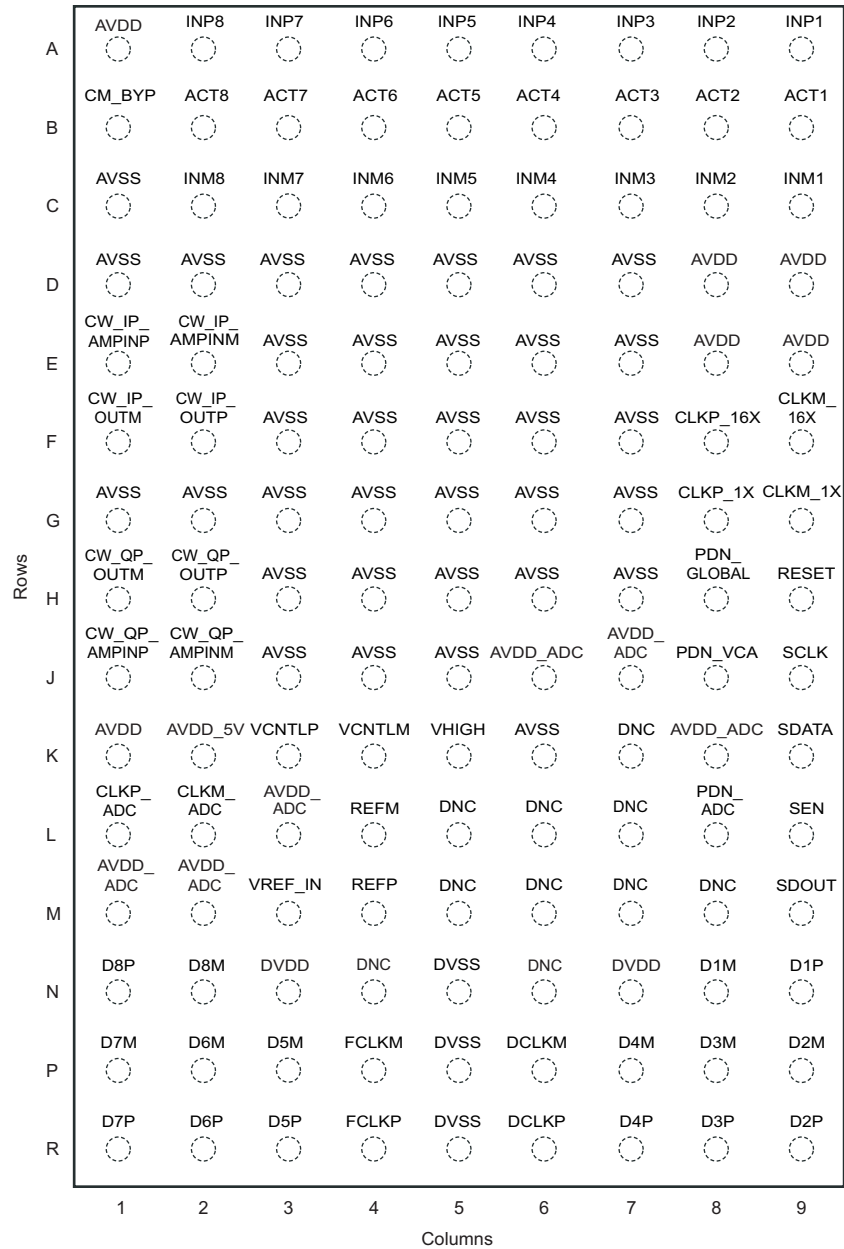 AVDD INP8 INP7 INP6 INP5 INP4 INP3 INP2 INP1
A
CM_BYP ACT8 ACT7 ACT6 ACT5 ACT4 ACT3 ACT2 ACT1
B
AVSS INM8 INM7 INM6 INM5 INM4 INM3 INM2 INM1
C
AVSS AVSS AVSS AVSS AVSS AVSS AVSS AVDD AVDD
D
CW_IP_ CW_IP_
AMPINP AMPINM AVSS AVSS AVSS AVSS AVSS AVDD AVDD
E
CW_IP_ CW_IP_ CLKM_
OUTM OUTP AVSS AVSS AVSS AVSS AVSS CLKP_16X 16X
F
AVSS AVSS AVSS AVSS AVSS AVSS AVSS CLKP_1X CLKM_1X
G
Rows
CW_QP_ CW_QP_ PDN_
OUTM OUTP AVSS AVSS AVSS AVSS AVSS GLOBAL RESET
H
CW_QP_ CW_QP_ AVDD_
AMPINP AMPINM AVSS AVSS AVSS AVDD_ADC ADC PDN_VCA SCLK
J
AVDD AVDD_5V VCNTLP VCNTLM VHIGH AVSS DNC AVDD_ADC SDATA
K
CLKP_ CLKM_ AVDD_ PDN_
ADC ADC ADC REFM DNC DNC DNC ADC SEN
L
AVDD_ AVDD_
ADC ADC VREF_IN REFP DNC DNC DNC DNC SDOUT
M
D8P D8M DVDD DNC DVSS DNC DVDD D1M D1P
N
D7M D6M D5M FCLKM DVSS DCLKM D4M D3M D2M
P
D7P D6P D5P FCLKP DVSS DCLKP D4P D3P D2P
R
1 2 3 4 5 6 7 8 9
Columns